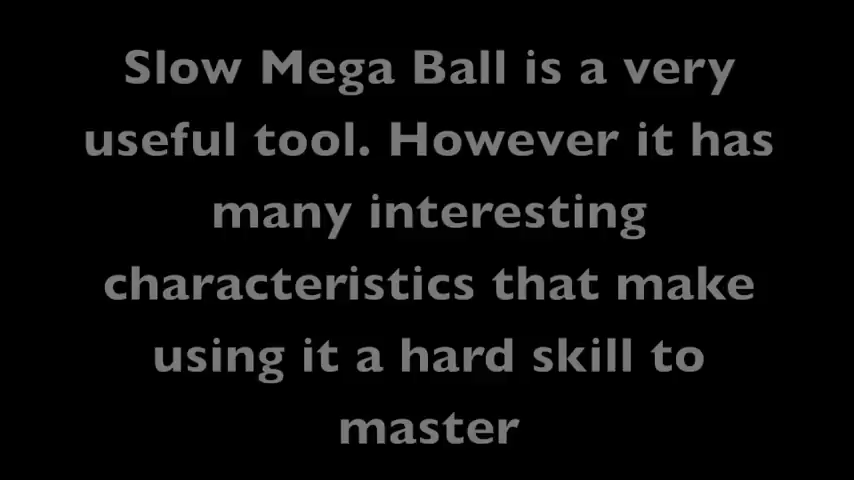 Slow Mega Ball is a very
useful tool. However it has
many interesting
characteristics that make
using it a hard skill to
master